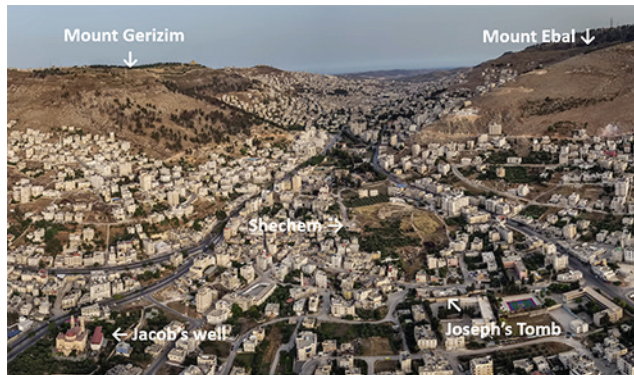 Mount Gerizim
↓
Mount Ebal ↓
Shechem →
← Jacob's well
↖
Joseph's Tomb